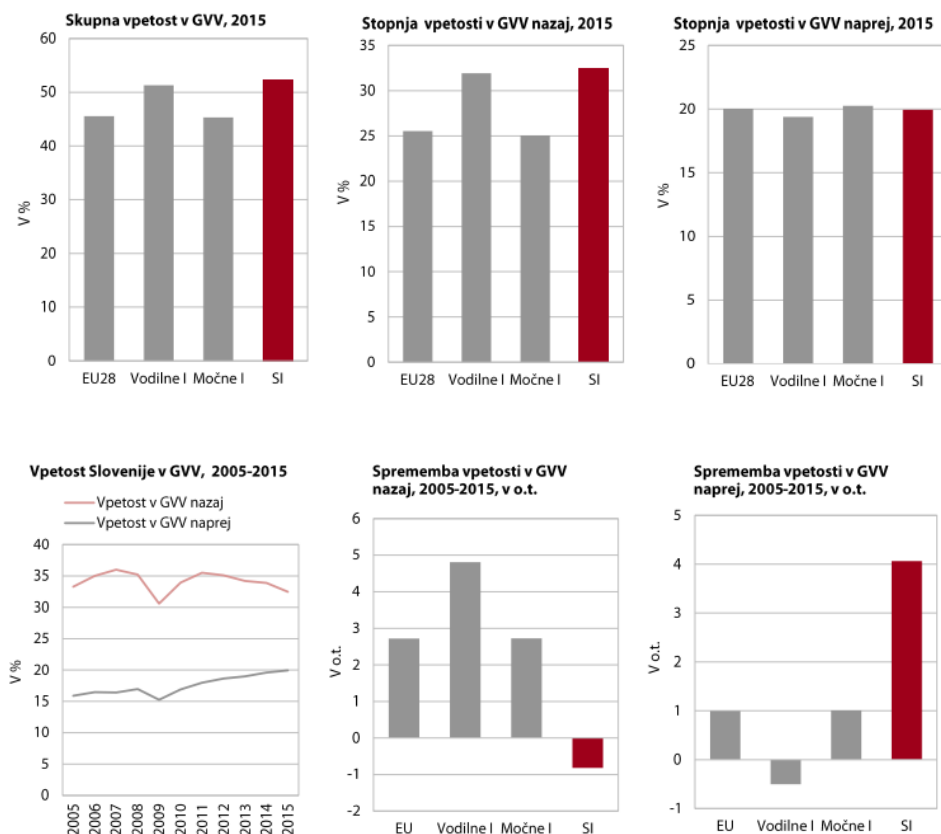 Skupna vpetost v GVV, 2015
60
50
40
30
60
50
60
V %
EU28 Vodilne I Močne I SI
Stopnja vpetosti v GVV nazaj, 2015
35
30
25
20
15
10
5
0
V %
EU28 Vodilne I Močne I SI
Stopnja vpetosti v GVV naprej, 2015
25
20
15
10
5
0
V %
EU28 Vodilne I Močne I SI
Vpetost Slovenije v GVV, 2005-2015
Vpetost v GVV nazaj
Vpetost v GVV naprej
40
35
30
25
20
15
10
5
0
V %
2005 2006 2007 2008 2009 2010 2011 2012 2013 2014 2015
Sprememba vpetosti v GVV
nazaj, 2005-2015, v o.t.
6
5
4
3
2
1
0
-1
-2
V o.t.
EU Vodilne I Močne I SI
Sprememba vpetosti v GVV
naprej, 2005-2015, v o.t.
5
4
3
2
1
0
-1
V o.t.
EU Vodilne I Močne I SI